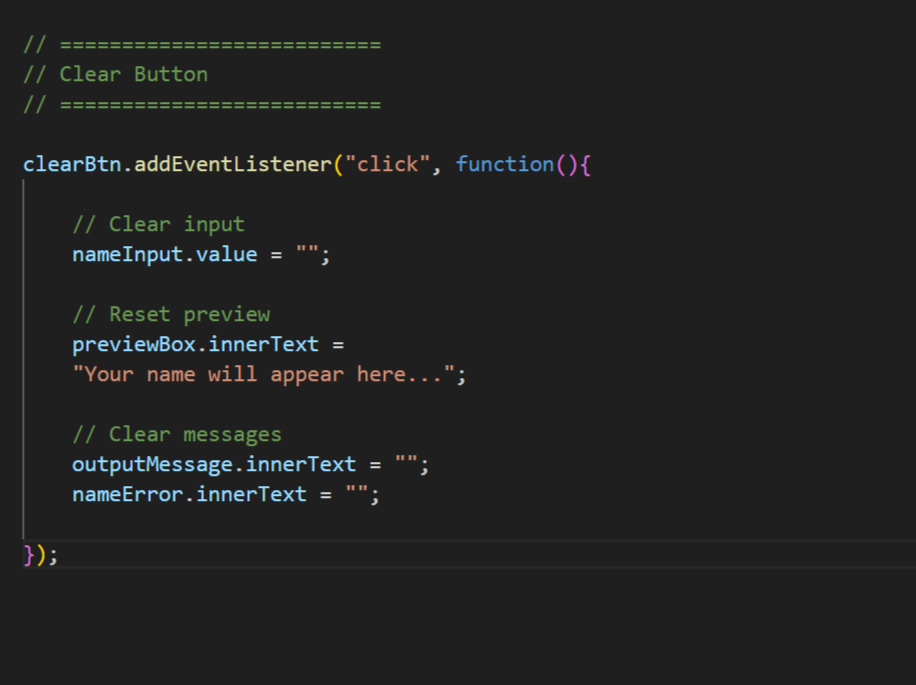 // ==========================
// Clear Button
// ==========================
clearBtn.addEventListener("click", function(){
// Clear input
nameInput.value = "";
// Reset preview
previewBox.innerText =
"Your name will appear here...";
// Clear messages
outputMessage.innerText = "";
nameError.innerText = "";
});